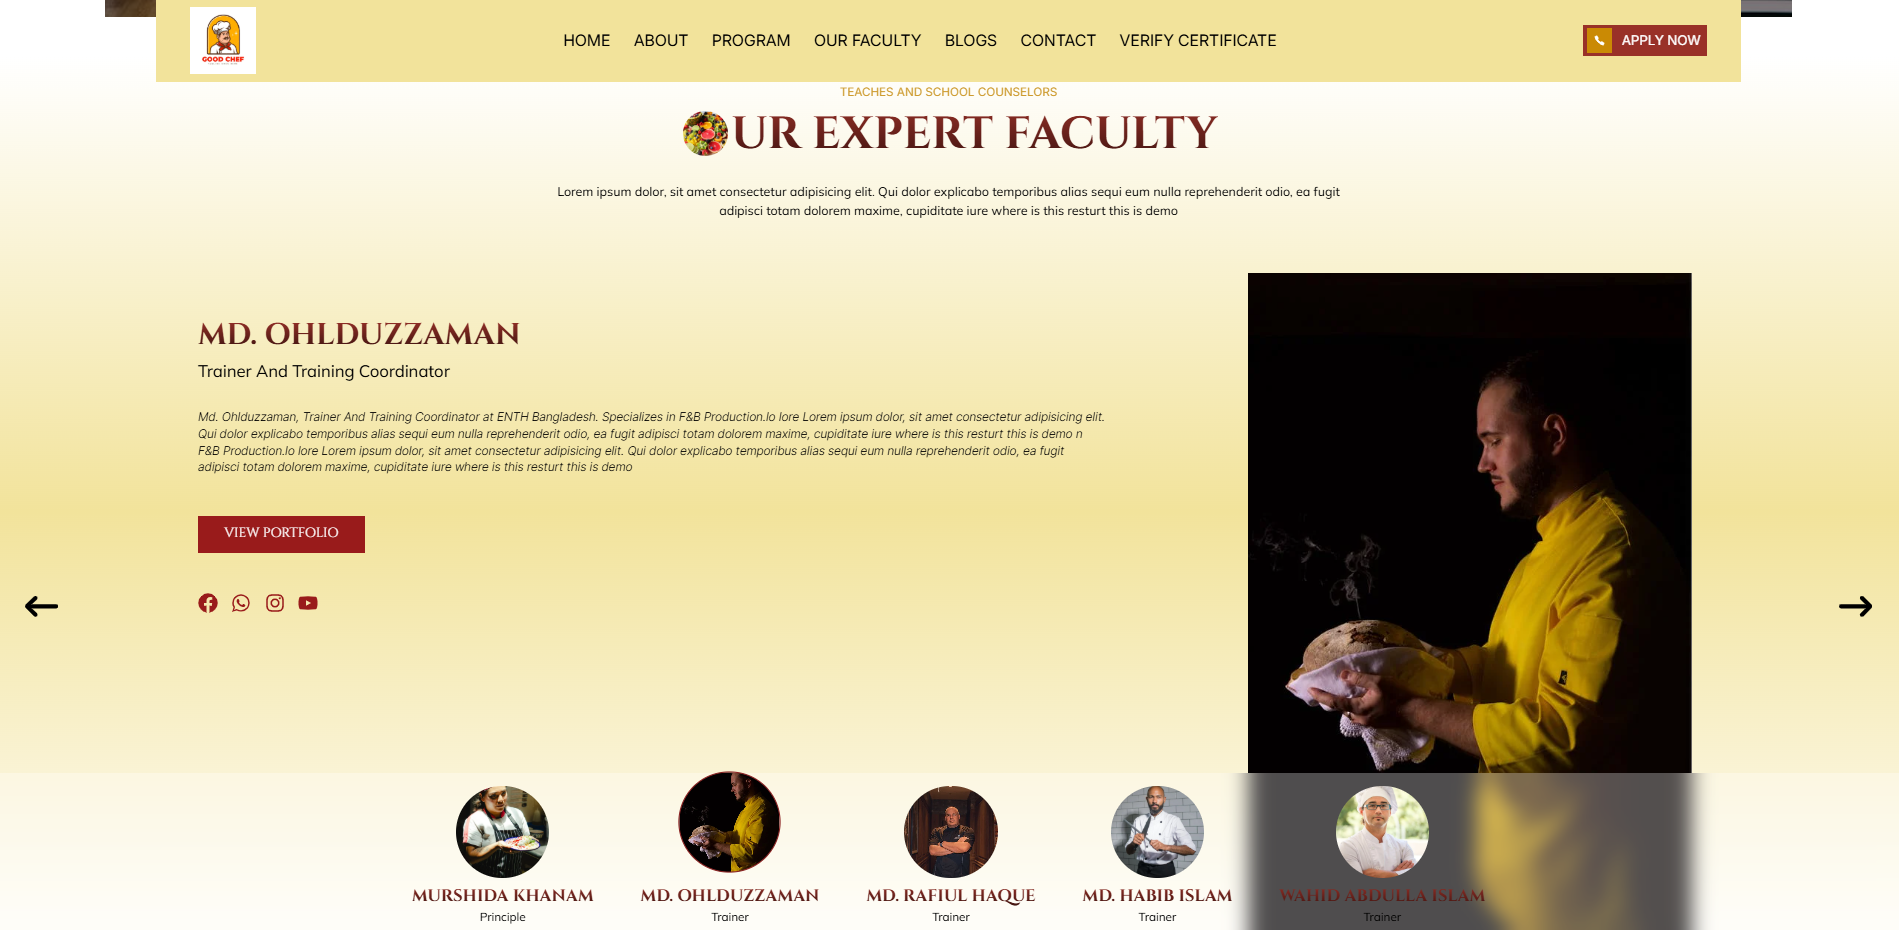 GOOD CHEF
HOME ABOUT PROGRAM OUR FACULTY BLOGS CONTACT VERIFY CERTIFICATE
APPLY NOW
TEACHES AND SCHOOL COUNSELORS
UR EXPERT FACULTY
Lorem ipsum dolor, sit amet consectetur adipisicing elit. Qui dolor explicabo temporibus alias sequi eum nulla reprehenderit odio, ea fugit
adipisci totam dolorem maxime, cupiditate iure where is this resturt this is demo
MD. OHLDUZZAMAN
Trainer And Training Coordinator
Md. Ohlduzzaman, Trainer And Training Coordinator at ENTH Bangladesh. Specializes in F&B Production.lo lore Lorem ipsum dolor, sit amet consectetur adipisicing elit.
Qui dolor explicabo temporibus alias sequi eum nulla reprehenderit odio, ea fugit adipisci totam dolorem maxime, cupiditate iure where is this resturt this is demo n
F&B Production.lo lore Lorem ipsum dolor, sit amet consectetur adipisicing elit. Qui dolor explicabo temporibus alias sequi eum nulla reprehenderit odio, ea fugit
adipisci totam dolorem maxime, cupiditate iure where is this resturt this is demo
VIEW PORTFOLIO
MURSHIDA KHANAM
Principle
MD. OHLDUZZAMAN
Trainer
MD. RAFIUL HAQUE
Trainer
MD. HABIB ISLAM
Trainer
WAHID ABDULLA ISLAM
Trainer